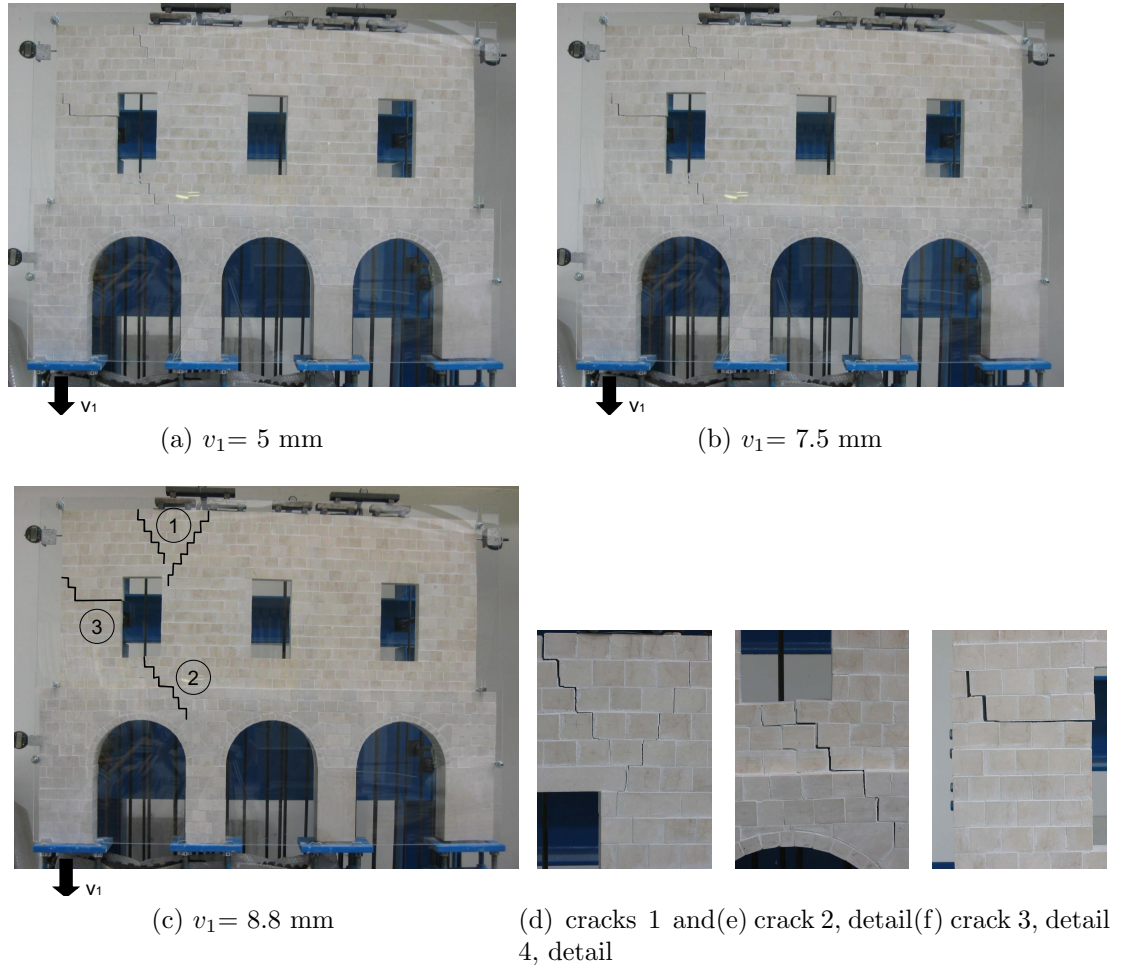 v1
v1
(a) v1= 5 mm
(b) v1= 7.5 mm
1
3
2
v1
(c) v1= 8.8 mm
(d) cracks 1 and
4, detail
(e) crack 2, detail
(f) crack 3, detail